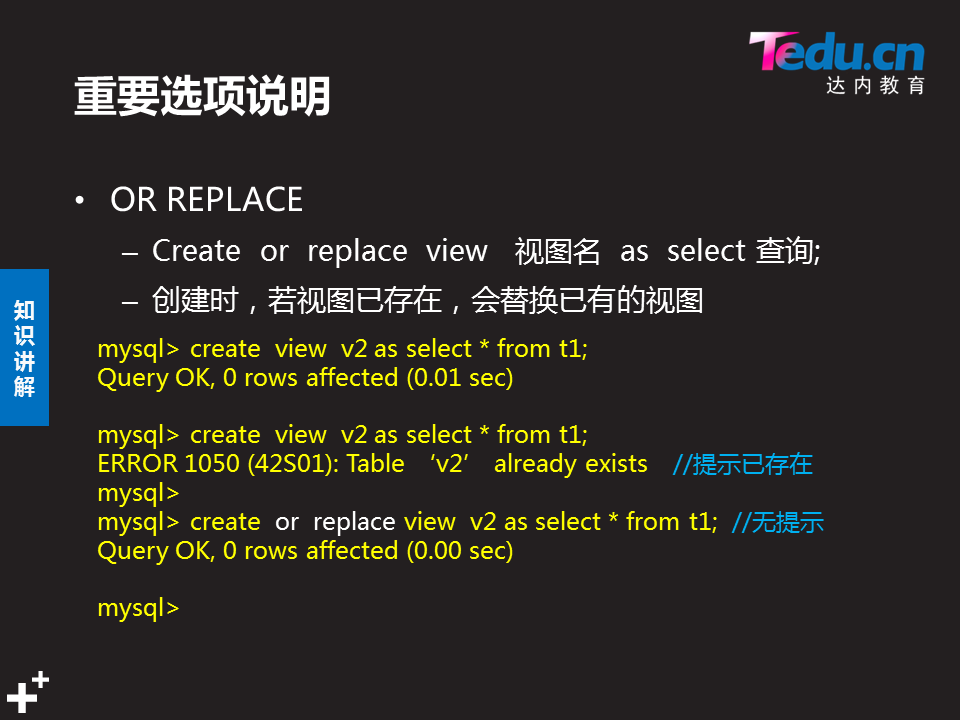 Tedu.cn
达内教育
重要选项说明
• OR REPLACE
– Create or replace view 视图名 as select 查询;
– 创建时，若视图已存在，会替换已有的视图
知识讲解
mysql> create view v2 as select * from t1;
Query OK, 0 rows affected (0.01 sec)
mysql> create view v2 as select * from t1;
ERROR 1050 (42S01): Table ‘v2’ already exists //提示已存在
mysql>
mysql> create or replace view v2 as select * from t1; //无提示
Query OK, 0 rows affected (0.00 sec)
mysql>